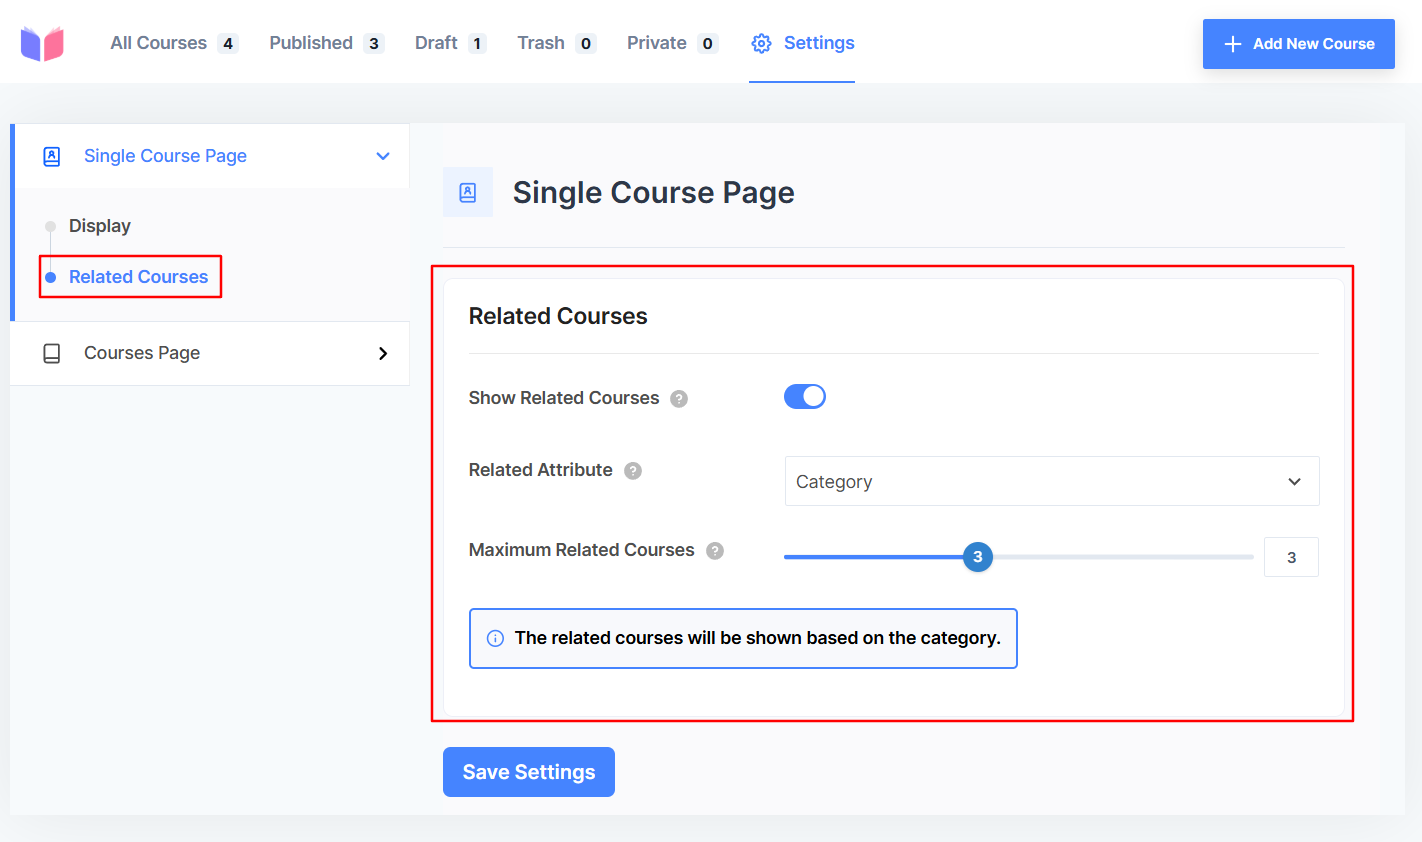 All Courses 4 Published 3 Draft 1 Trash 0 Private 0 Settings + Add New Course
Single Course Page
Display
Related Courses
Courses Page
Single Course Page
Related Courses
Show Related Courses ?
Related Attribute ? Category
Maximum Related Courses ? 3 3
The related courses will be shown based on the category.
Save Settings